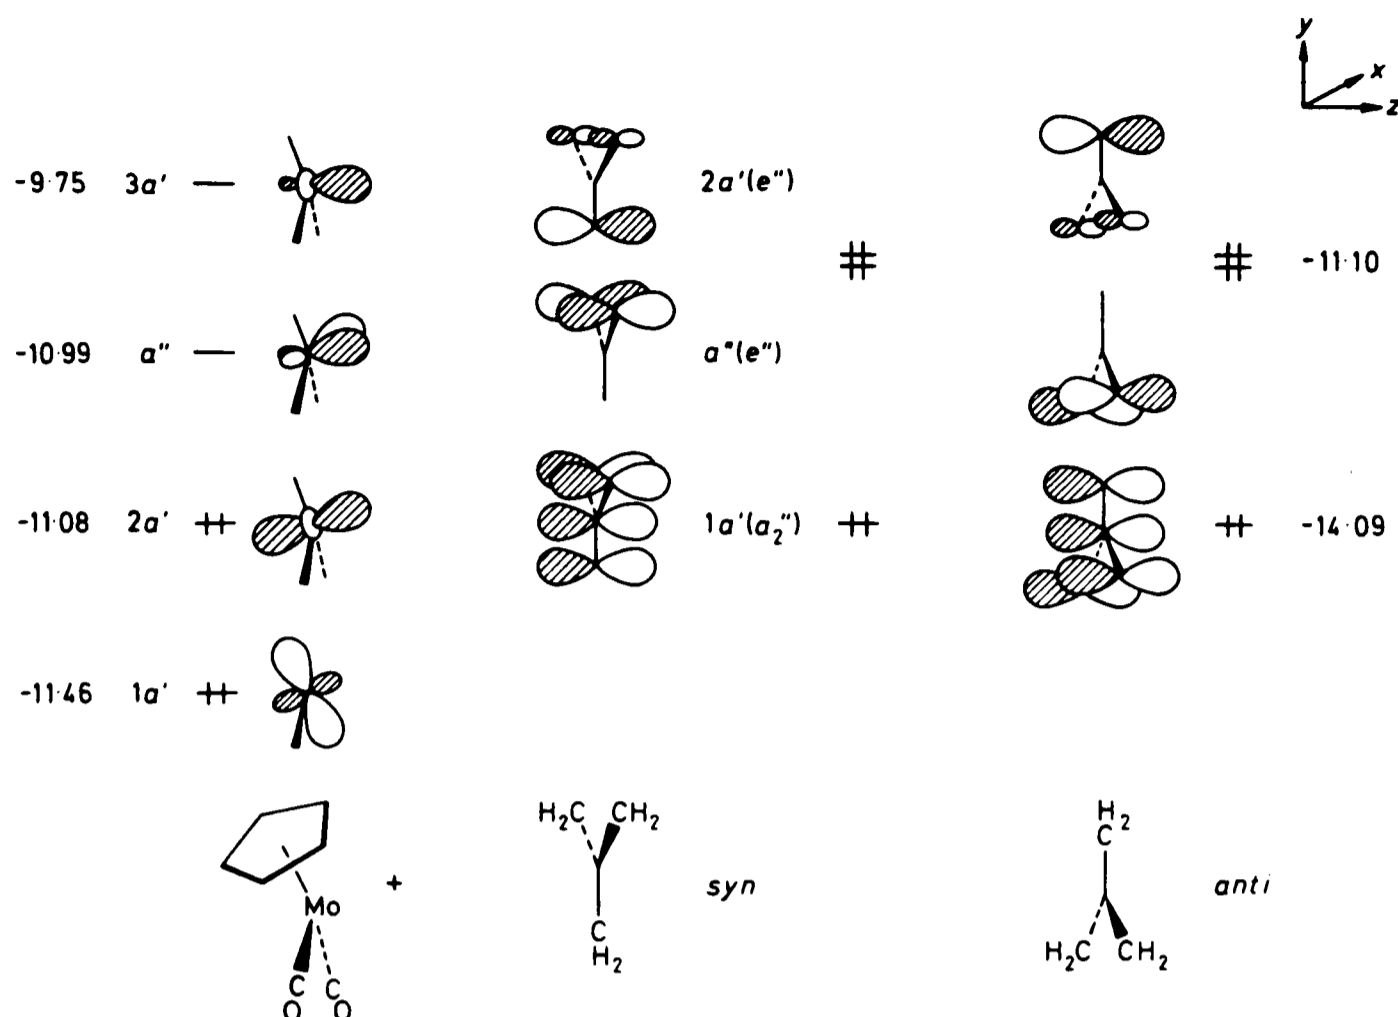 y
x
z
-9·75 3a' 2a'(e")
-11·10
-10·99 a" a"(e")
-11·08 2a' 1a'(a₂") -14·09
-11·46 1a'
H₂C CH₂ H₂
C
Mo + syn anti
C
H₂ H₂C CH₂
C C
O O